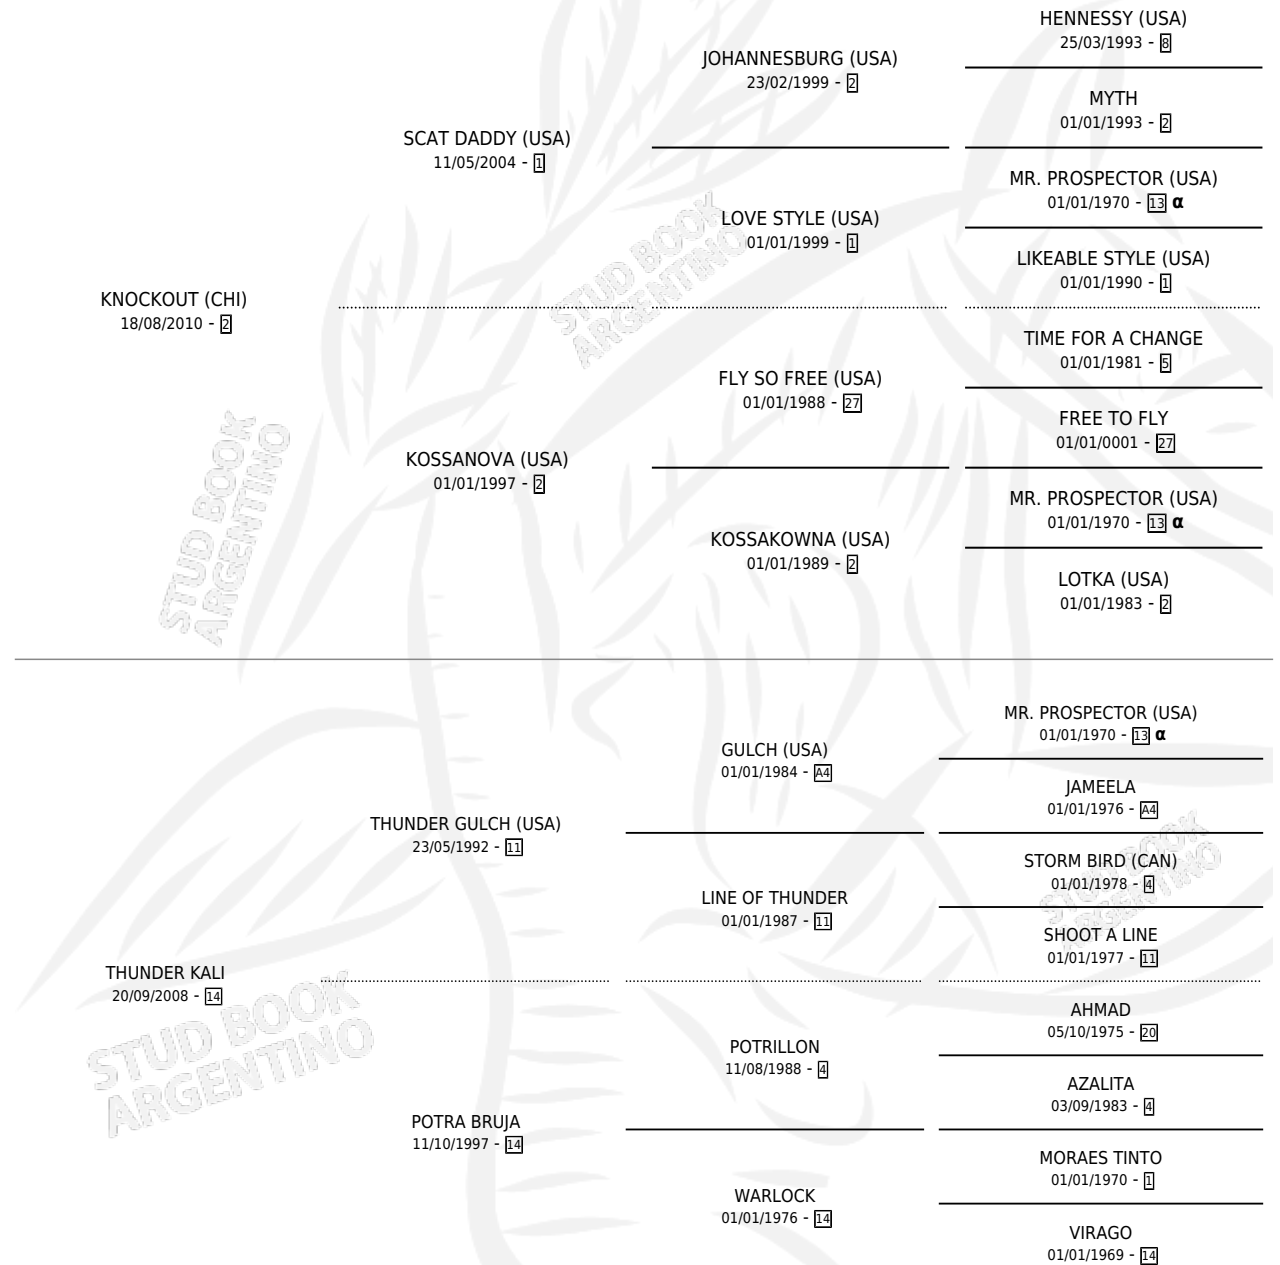 HENNESSY (USA)
25/03/1993 - 8
JOHANNESBURG (USA)
23/02/1999 - 2
MYTH
01/01/1993 - 2
SCAT DADDY (USA)
11/05/2004 - 1
MR. PROSPECTOR (USA)
01/01/1970 - 13 α
LOVE STYLE (USA)
01/01/1999 - 1
LIKEABLE STYLE (USA)
01/01/1990 - 1
KNOCKOUT (CHI)
18/08/2010 - 2
TIME FOR A CHANGE
01/01/1981 - 5
FLY SO FREE (USA)
01/01/1988 - 27
FREE TO FLY
01/01/0001 - 27
KOSSANOVA (USA)
01/01/1997 - 2
MR. PROSPECTOR (USA)
01/01/1970 - 13 α
KOSSAKOWNA (USA)
01/01/1989 - 2
LOTKA (USA)
01/01/1983 - 2
MR. PROSPECTOR (USA)
01/01/1970 - 13 α
GULCH (USA)
01/01/1984 - A4
JAMEELA
01/01/1976 - A4
THUNDER GULCH (USA)
23/05/1992 - 11
STORM BIRD (CAN)
01/01/1978 - 4
LINE OF THUNDER
01/01/1987 - 11
SHOOT A LINE
01/01/1977 - 11
THUNDER KALI
20/09/2008 - 14
AHMAD
05/10/1975 - 20
POTRILLON
11/08/1988 - 4
AZALITA
03/09/1983 - 4
POTRA BRUJA
11/10/1997 - 14
MORAES TINTO
01/01/1970 - 1
WARLOCK
01/01/1976 - 14
VIRAGO
01/01/1969 - 14
STUD BOOK
ARGENTINO
STUD BOOK
ARGENTINO
STUD BOOK
ARGENTINO
STUD BOOK
ARGENTINO